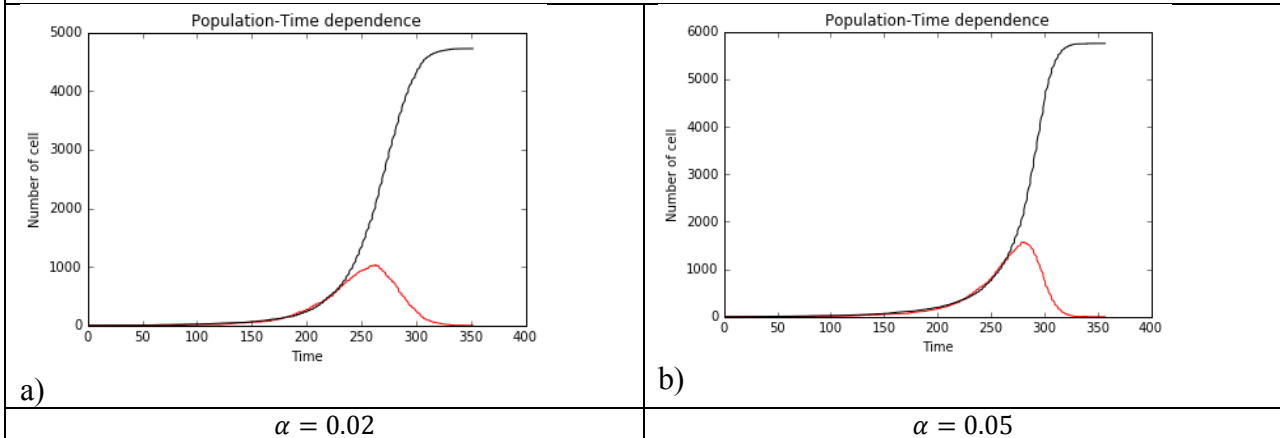 Population-Time dependence
5000
4000
3000
2000
1000
0
Number of cell
0 50 100 150 200 250 300 350 400
Time
a)
α = 0.02
Population-Time dependence
6000
5000
4000
3000
2000
1000
0
Number of cell
0 50 100 150 200 250 300 350 400
Time
b)
α = 0.05